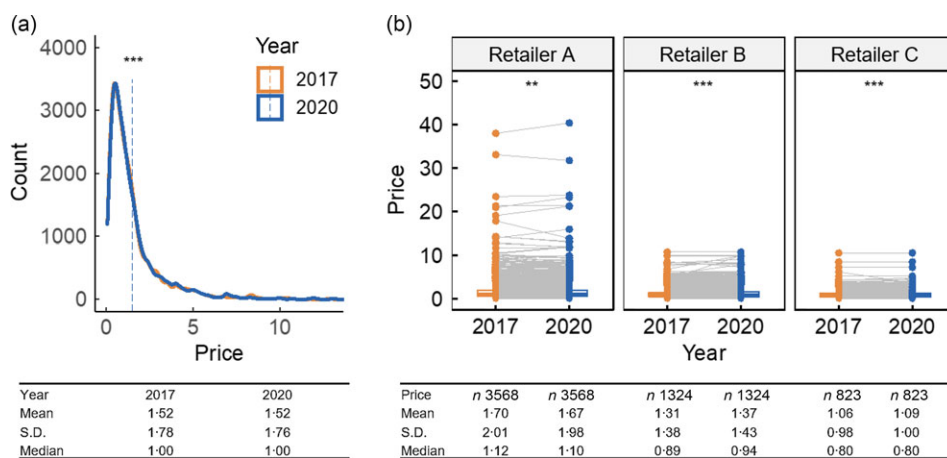 (a)
4000
3000
2000
1000
0
Count
***
Year
2017
2020
0 5 10
Price
Year 2017 2020
Mean 1·52 1·52
S.D. 1·78 1·76
Median 1·00 1·00
(b)
Retailer A Retailer B Retailer C
** *** ***
50
40
30
20
10
0
Price
2017 2020 2017 2020 2017 2020
Year
Price n 3568 n 3568 n 1324 n 1324 n 823 n 823
Mean 1·70 1·67 1·31 1·37 1·06 1·09
S.D. 2·01 1·98 1·38 1·43 0·98 1·00
Median 1·12 1·10 0·89 0·94 0·80 0·80